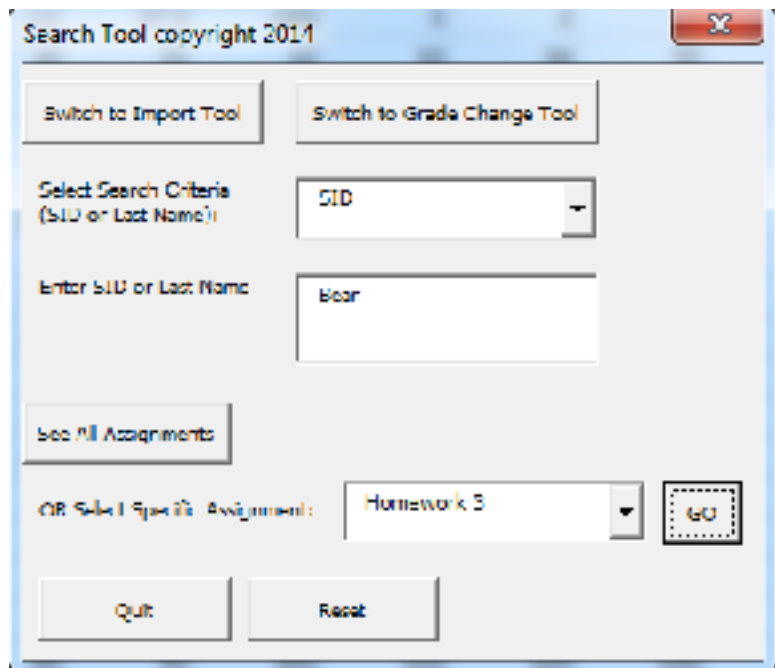 Search Tool copyright 2014
Switch to Import Tool
Switch to Grade Change Tool
Select Search Criteria
(SID or Last Name):
SID
Enter SID or Last Name
Bear
See All Assignments
OR Select Specific Assignment:
Homework 3
GO
Quit
Reset